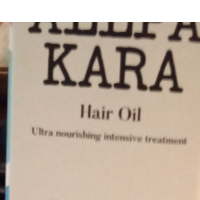 KARA
Hair Oil
Ultra nourishing intensive treatment